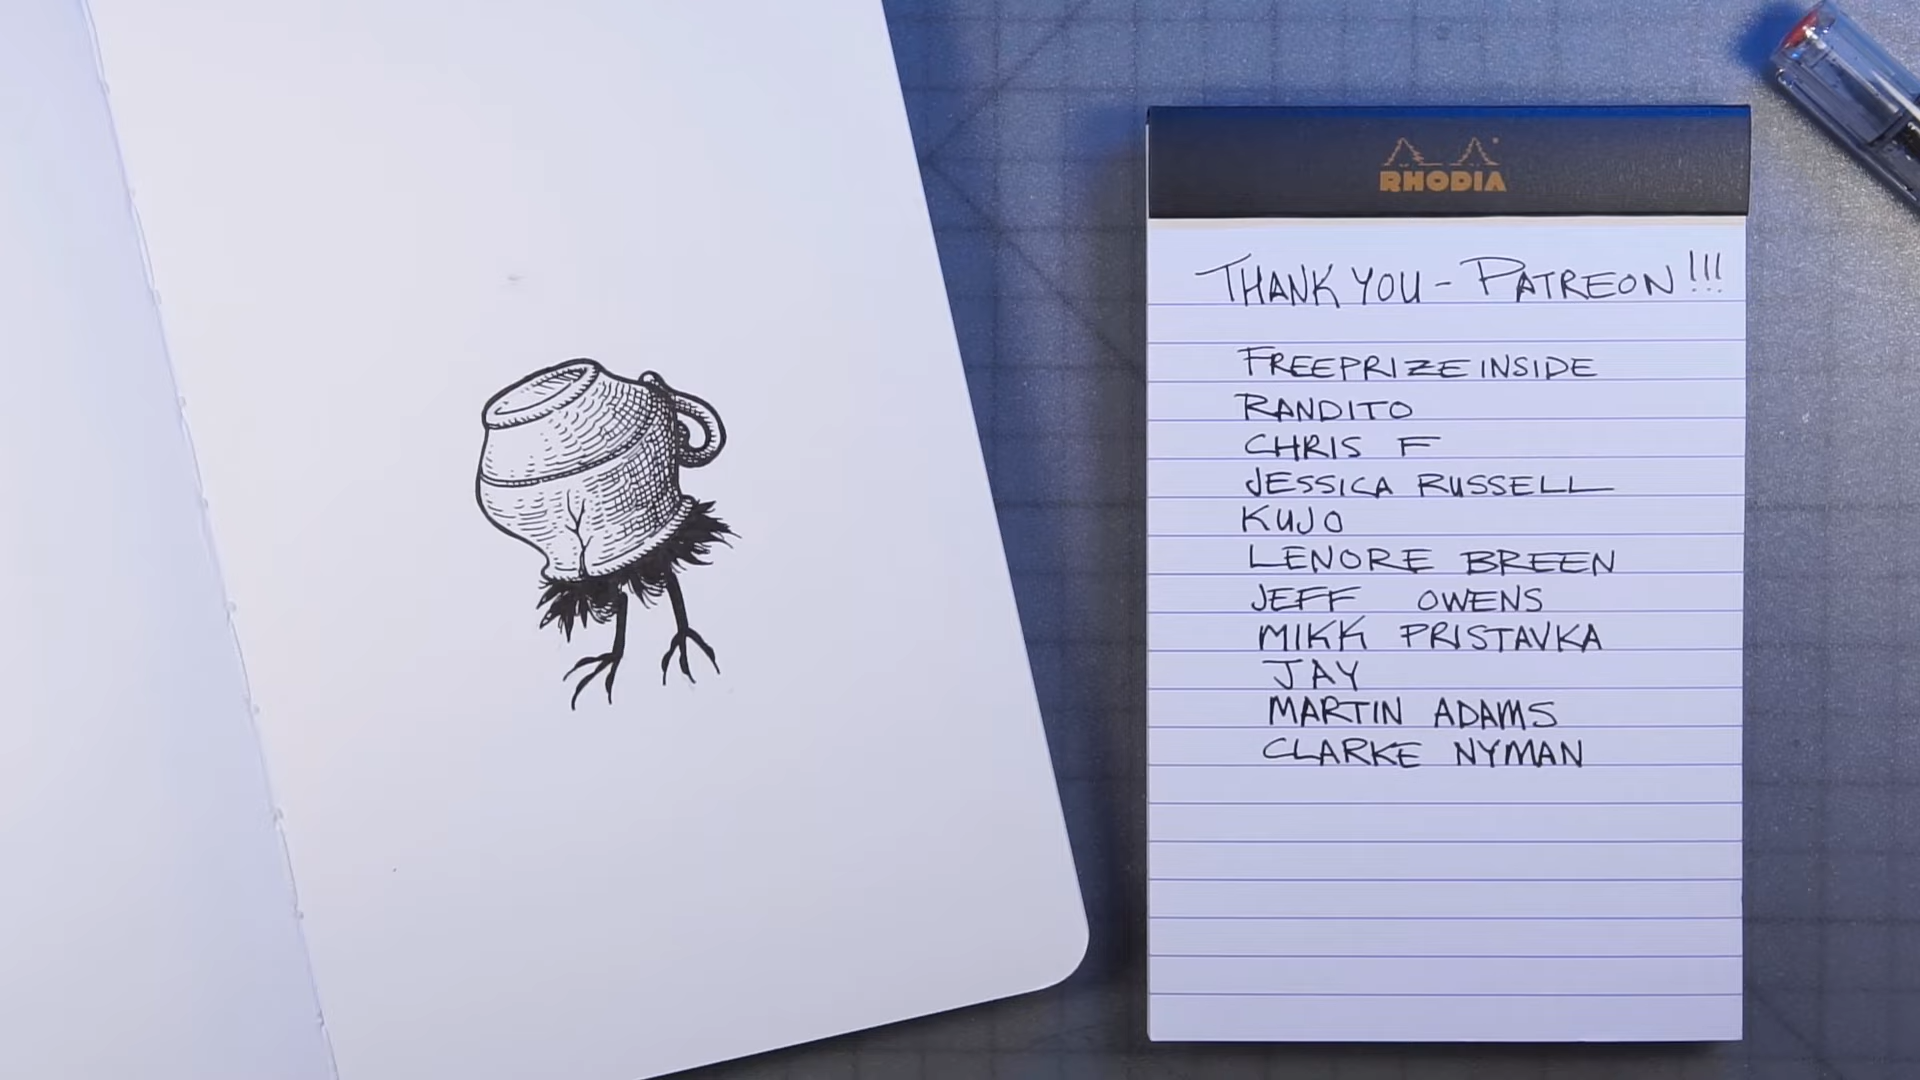 RHODIA
THANK YOU - PATREON!!!
FREEPRIZEINSIDE
RANDITO
CHRIS F
JESSICA RUSSELL
KUJO
LENORE BREEN
JEFF OWENS
MIKK PRISTAVKA
JAY
MARTIN ADAMS
CLARKE NYMAN